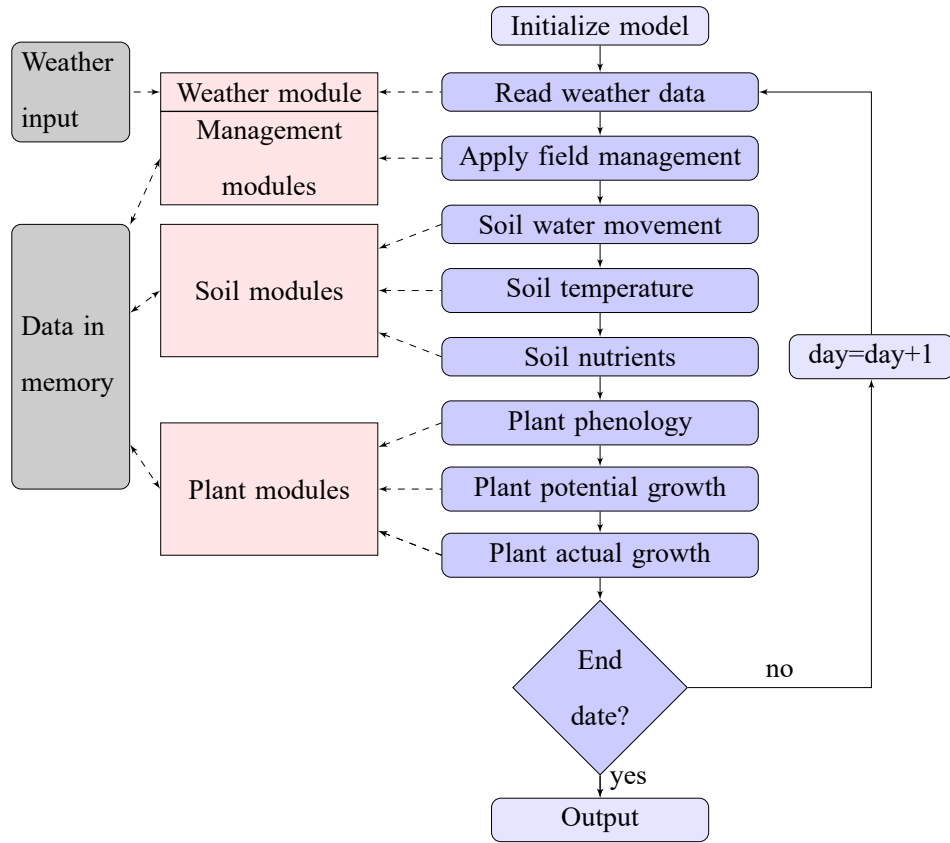 Initialize model
Weather
input
Weather module
Read weather data
Management
modules
Apply field management
Soil water movement
Data in
memory
Soil modules
Soil temperature
Soil nutrients
day=day+1
Plant phenology
Plant modules
Plant potential growth
Plant actual growth
End
date?
no
yes
Output